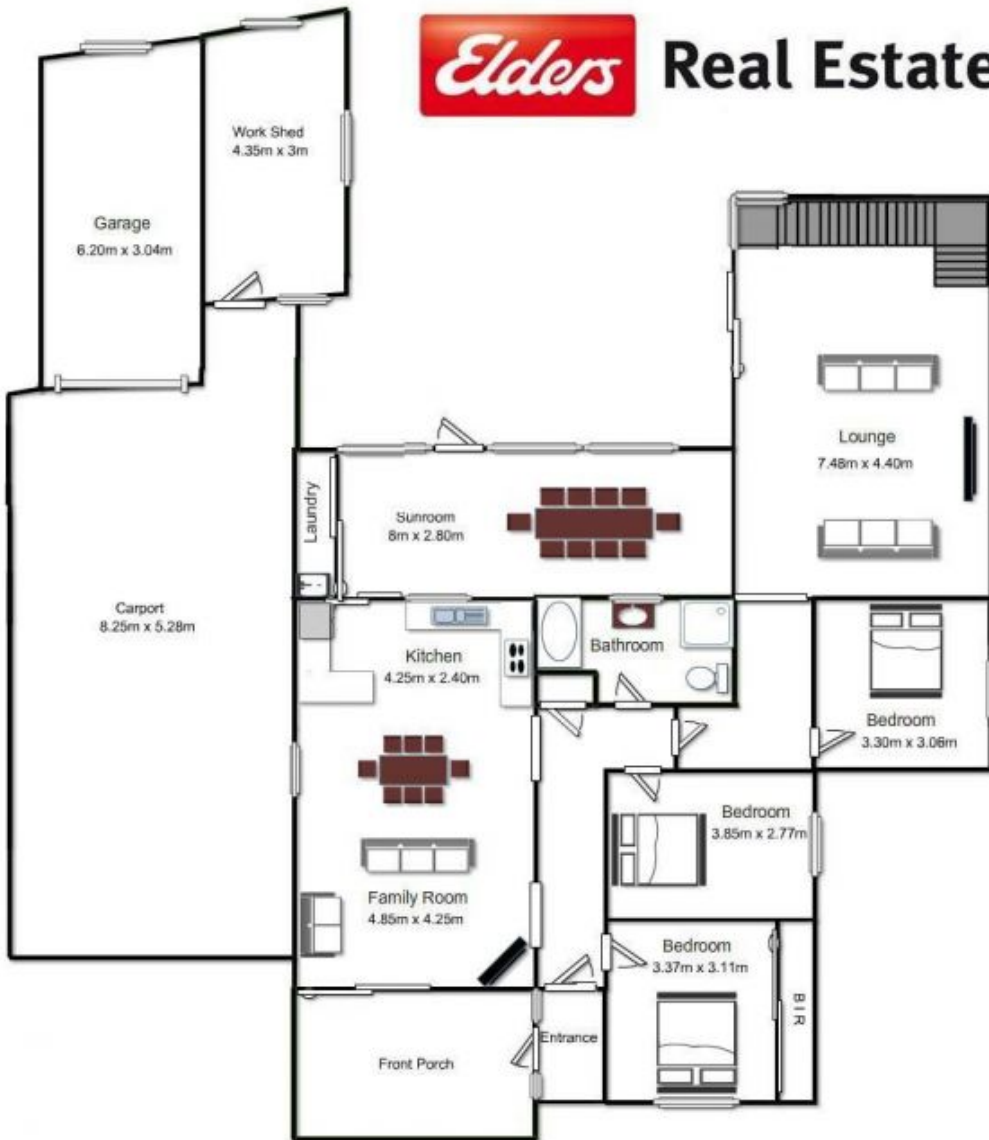 Elders Real Estate
Work Shed
4.35m x 3m
Garage
6.20m x 3.04m
Lounge
7.48m x 4.40m
Laundry
Sunroom
8m x 2.80m
Carport
8.25m x 5.28m
Kitchen
4.25m x 2.40m
Bathroom
Bedroom
3.30m x 3.06m
Bedroom
3.85m x 2.77m
Family Room
4.85m x 4.25m
Bedroom
3.37m x 3.11m
BIR
Entrance
Front Porch